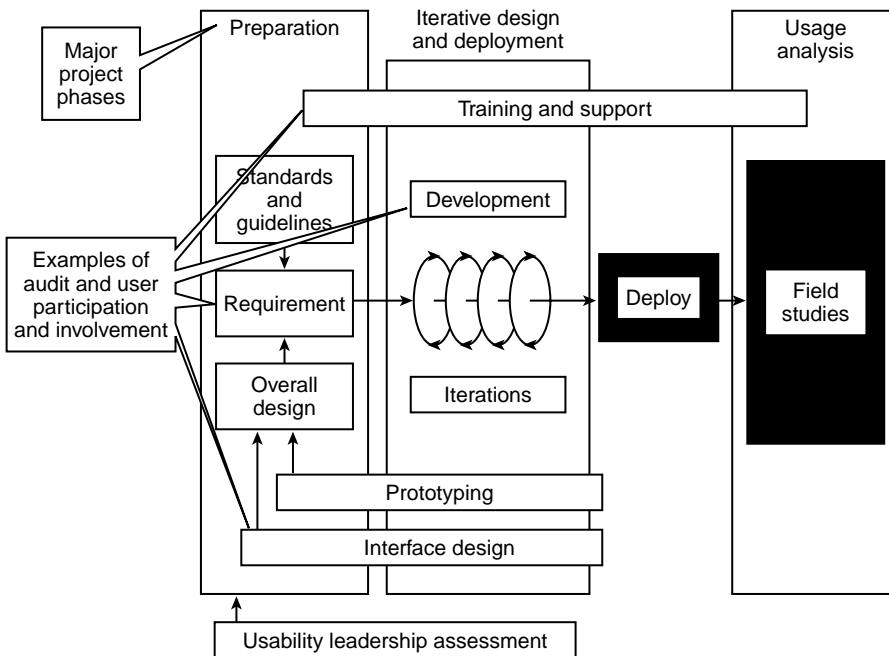 Preparation
Iterative design
and deployment
Usage
analysis
Major
project
phases
Training and support
Standards
and
guidelines
Development
Examples of
audit and user
participation
and involvement
Requirement
Deploy
Field
studies
Overall
design
Iterations
Prototyping
Interface design
Usability leadership assessment